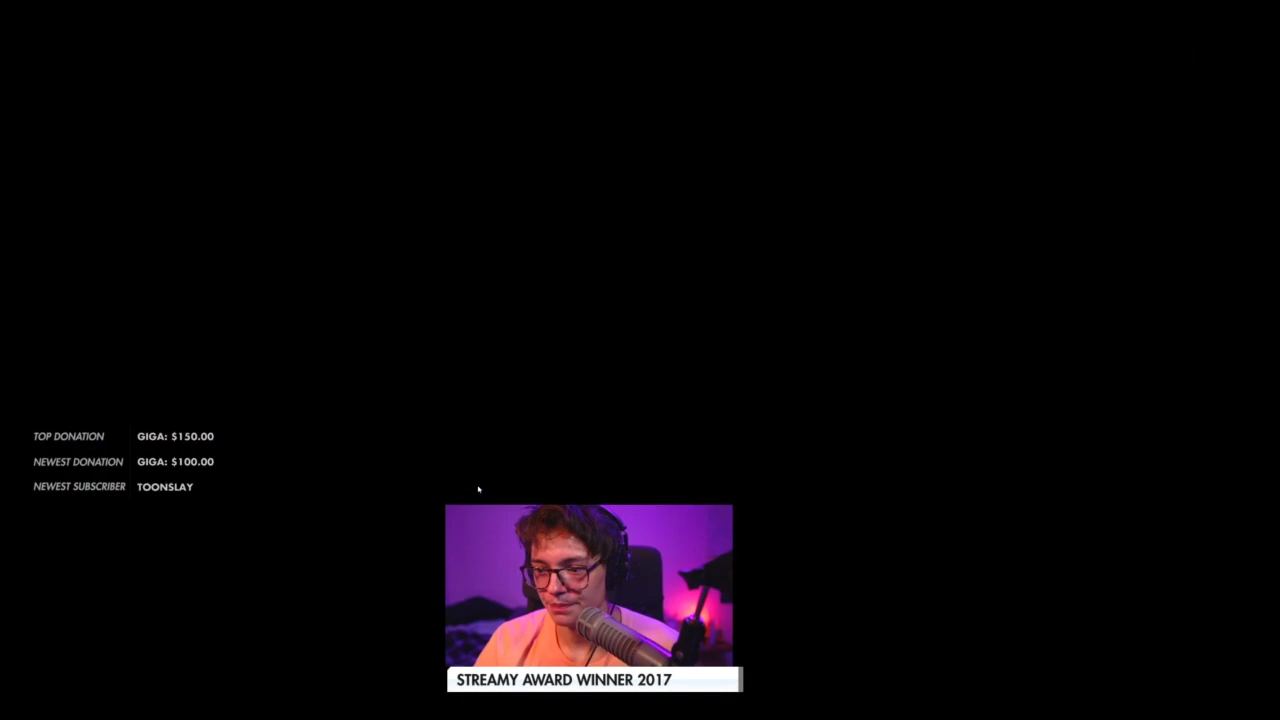 TOP DONATION GIGA: $150.00
NEWEST DONATION GIGA: $100.00
NEWEST SUBSCRIBER TOONSLAY
STREAMY AWARD WINNER 2017